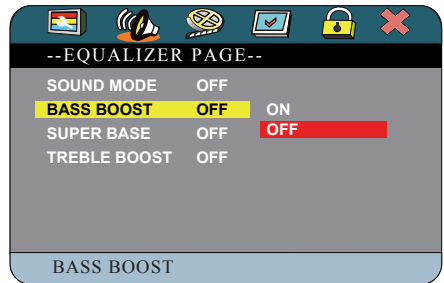 --EQUALIZER PAGE--
SOUND MODE OFF
BASS BOOST OFF ON
SUPER BASE OFF OFF
TREBLE BOOST OFF
BASS BOOST